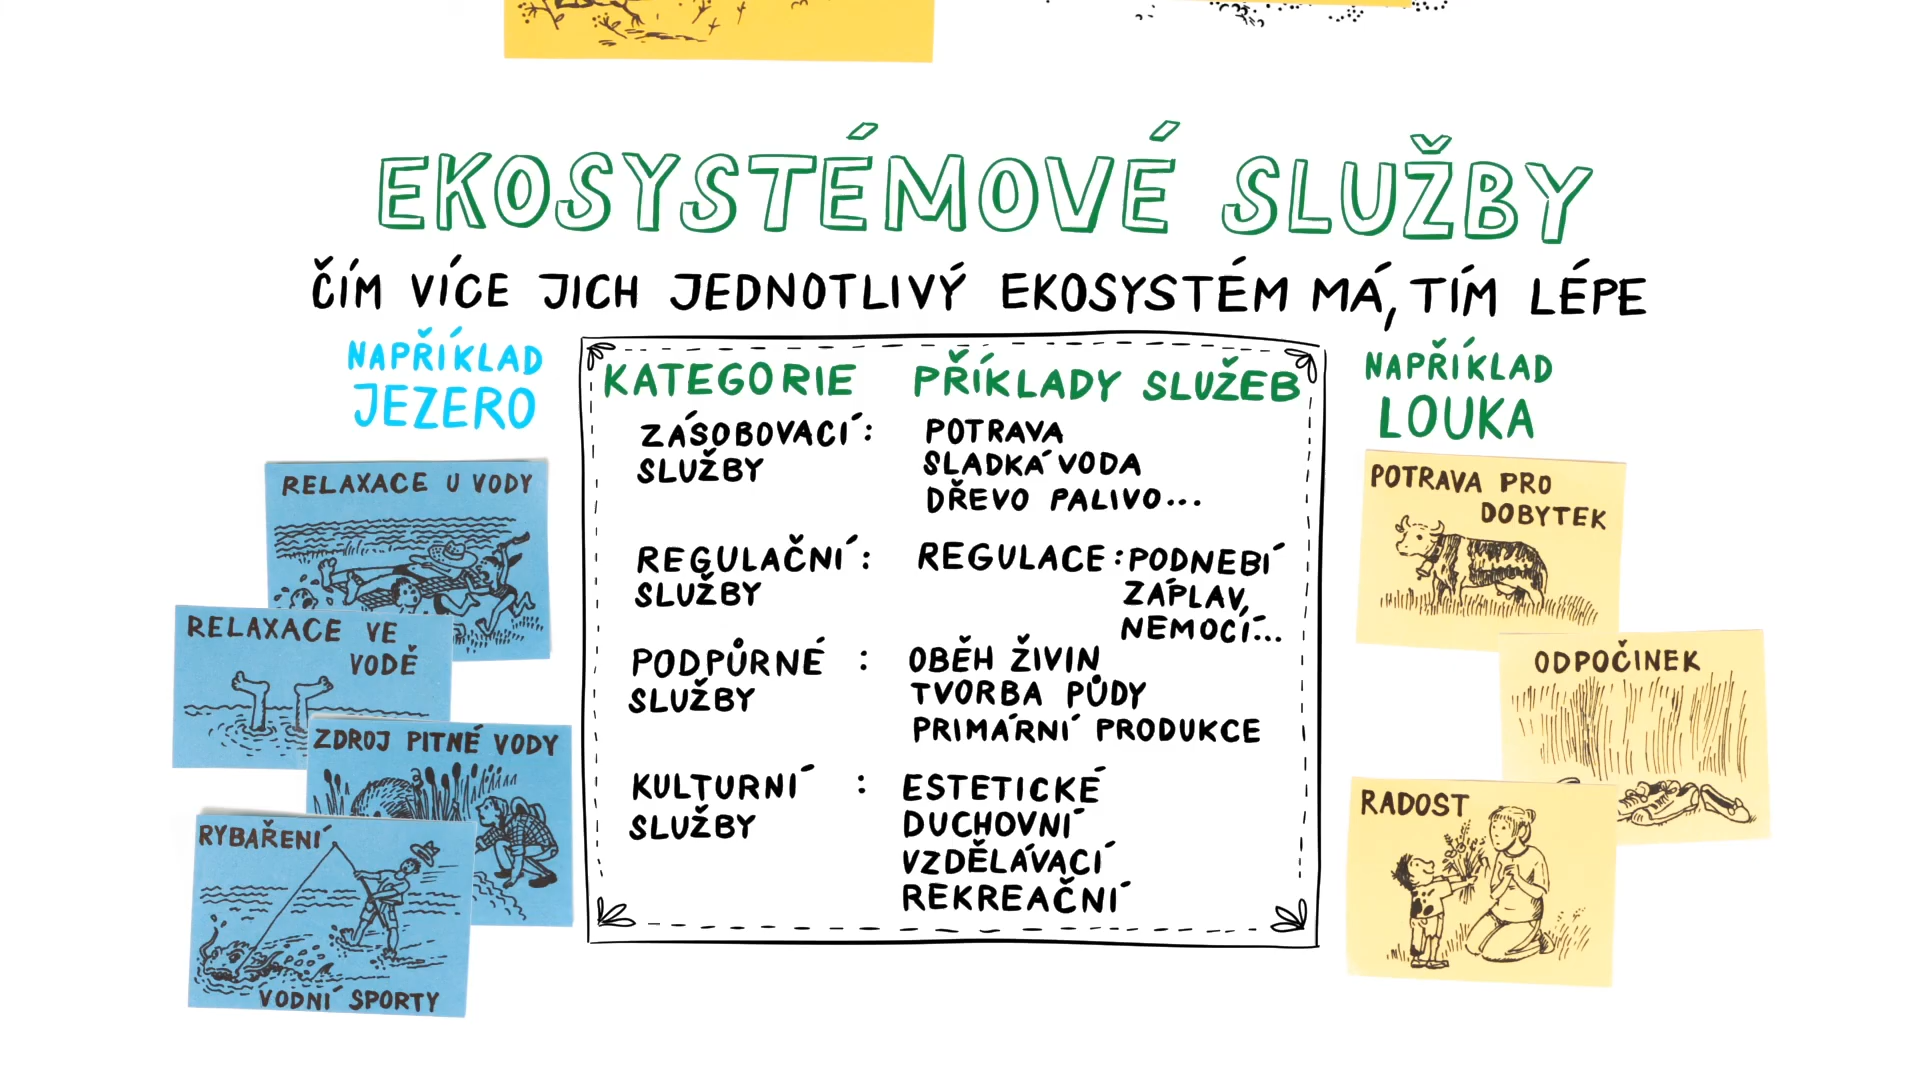 EKOSYSTÉMOVÉ SLUŽBY
ČÍM VÍCE JICH JEDNOTLIVÝ EKOSYSTÉM MÁ, TÍM LÉPE
NAPŘÍKLAD
JEZERO
RELAXACE U VODY
RELAXACE VE
VODĚ
ZDROJ PITNÉ VODY
RYBAŘENÍ
VODNÍ SPORTY
KATEGORIE PŘÍKLADY SLUŽEB
ZÁSOBOVACÍ: POTRAVA
SLUŽBY SLADKÁ VODA
DŘEVO PALIVO...
REGULAČNÍ: REGULACE: PODNEBÍ
SLUŽBY ZÁPLAV,
NEMOCÍ...
PODPŮRNÉ : OBĚH ŽIVIN
SLUŽBY TVORBA PŮDY
PRIMÁRNÍ PRODUKCE
KULTURNÍ : ESTETICKÉ
SLUŽBY DUCHOVNÍ
VZDĚLÁVACÍ
REKREAČNÍ
NAPŘÍKLAD
LOUKA
POTRAVA PRO
DOBYTEK
ODPOČINEK
RADOST